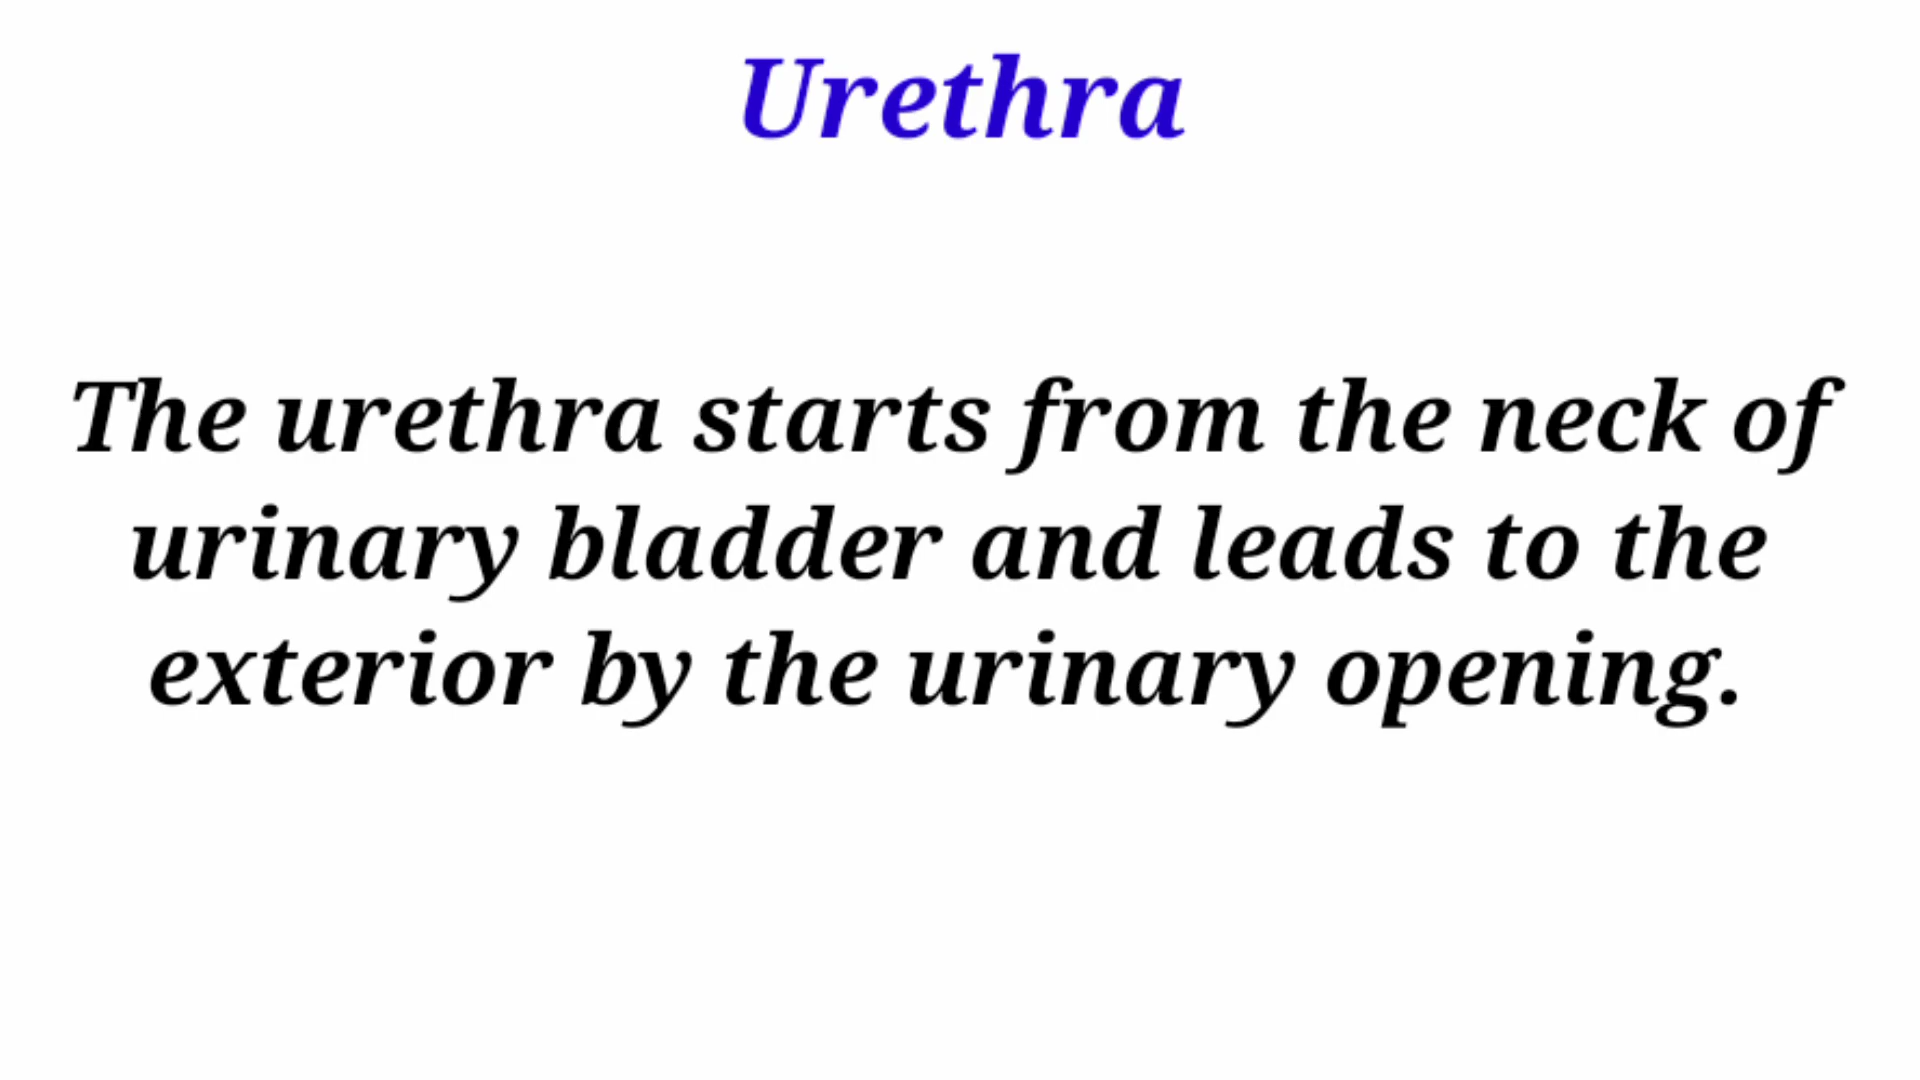 Urethra
The urethra starts from the neck of
urinary bladder and leads to the
exterior by the urinary opening.